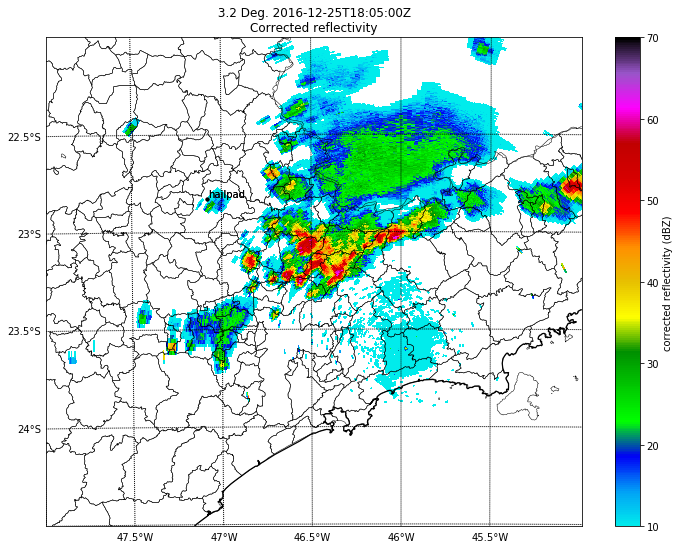 3.2 Deg. 2016-12-25T18:05:00Z
Corrected reflectivity
22.5°S
23°S
23.5°S
24°S
47.5°W
47°W
46.5°W
46°W
45.5°W
hailpad
70
60
50
40
30
20
10
corrected reflectivity (dBZ)